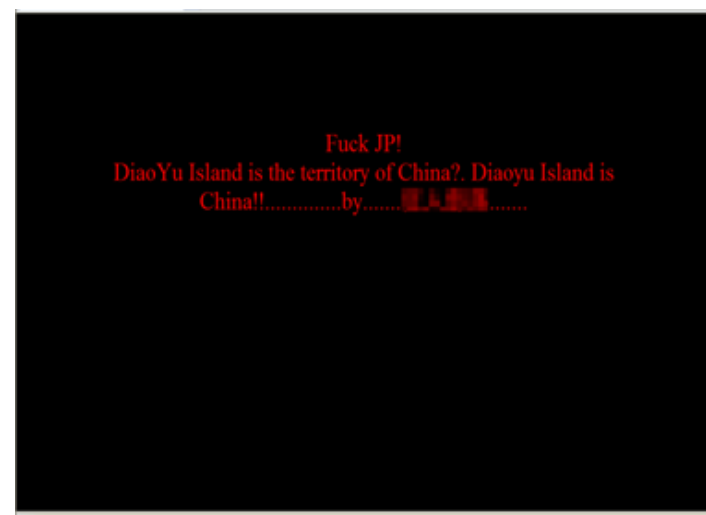 Fuck JP!
DiaoYu Island is the territory of China?. Diaoyu Island is
China!!..............by.............